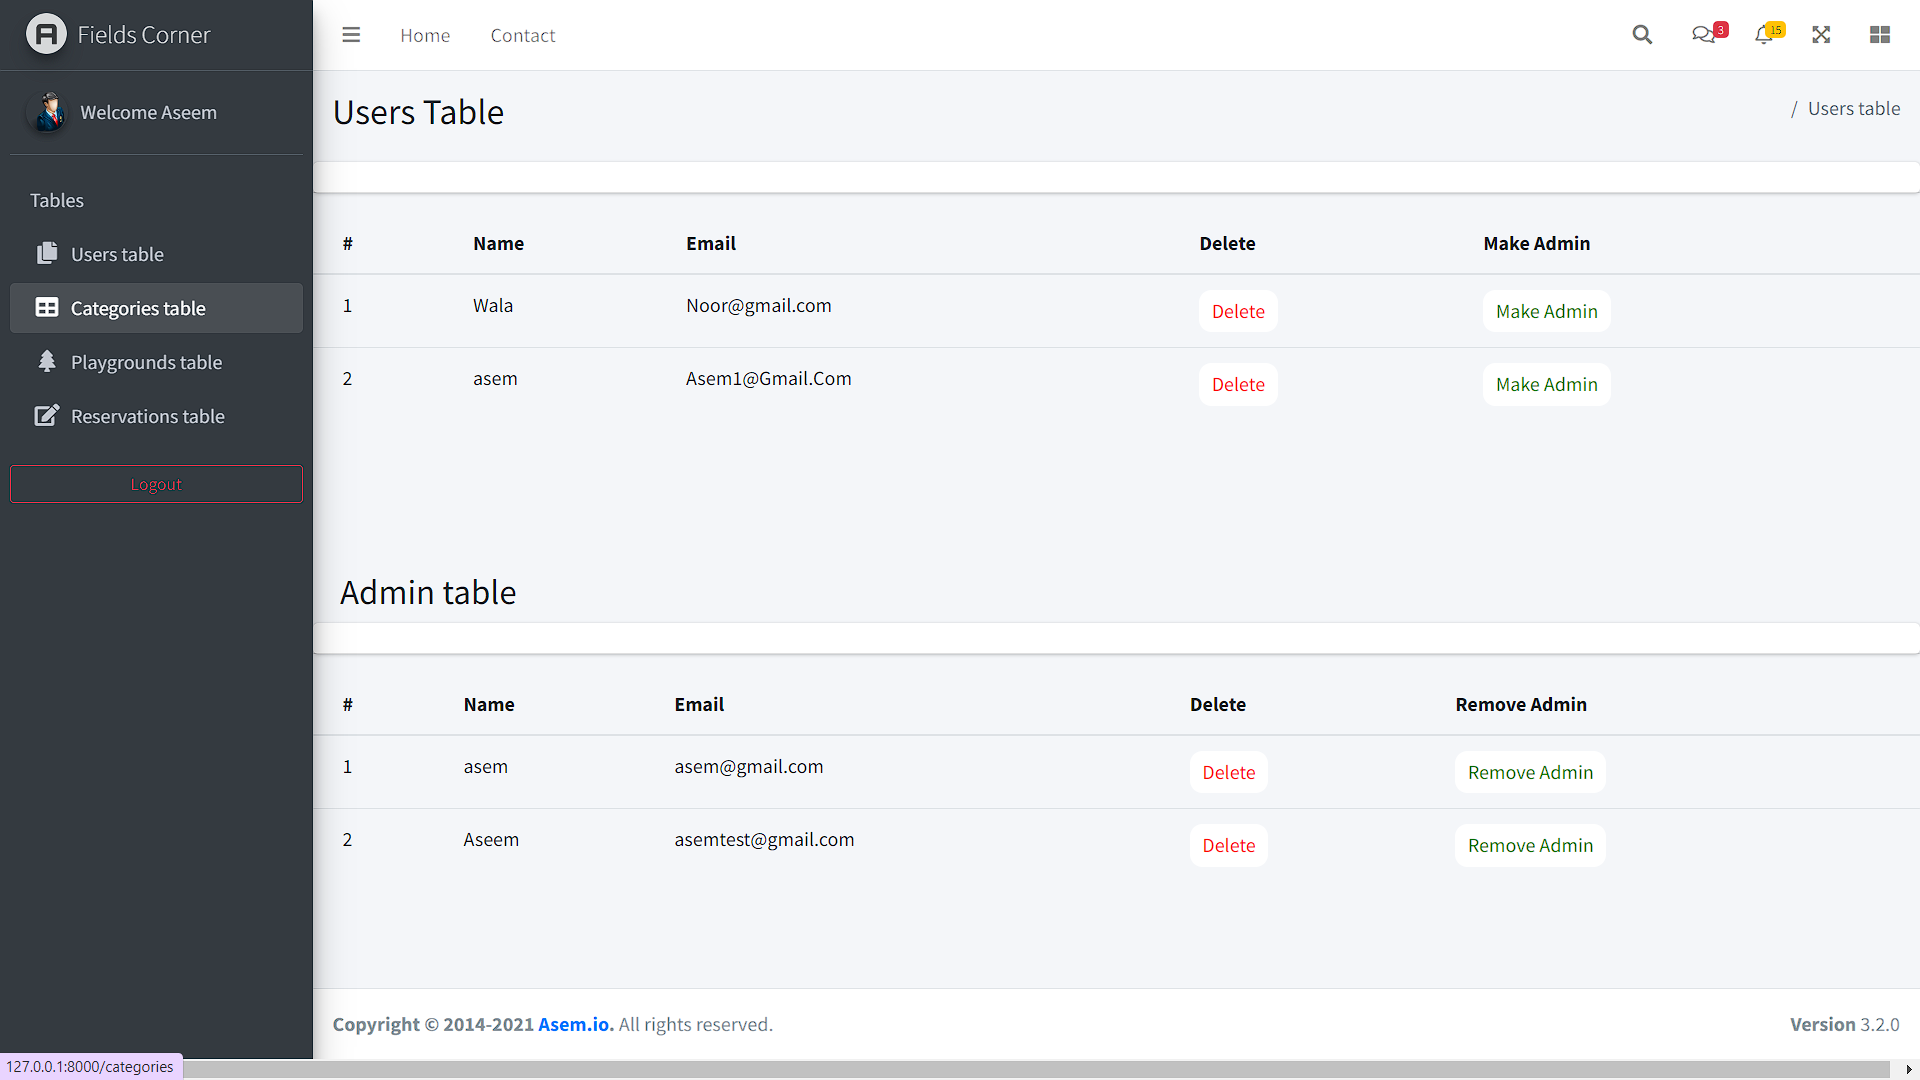 Fields Corner
Home Contact 3 15
Welcome Aseem
Users Table / Users table
Tables
Users table
Categories table
Playgrounds table
Reservations table
Logout
# Name Email Delete Make Admin
1 Wala Noor@gmail.com Delete Make Admin
2 asem Asem1@Gmail.Com Delete Make Admin
Admin table
# Name Email Delete Remove Admin
1 asem asem@gmail.com Delete Remove Admin
2 Aseem asemtest@gmail.com Delete Remove Admin
Copyright © 2014-2021 Asem.io. All rights reserved. Version 3.2.0
127.0.0.1:8000/categories